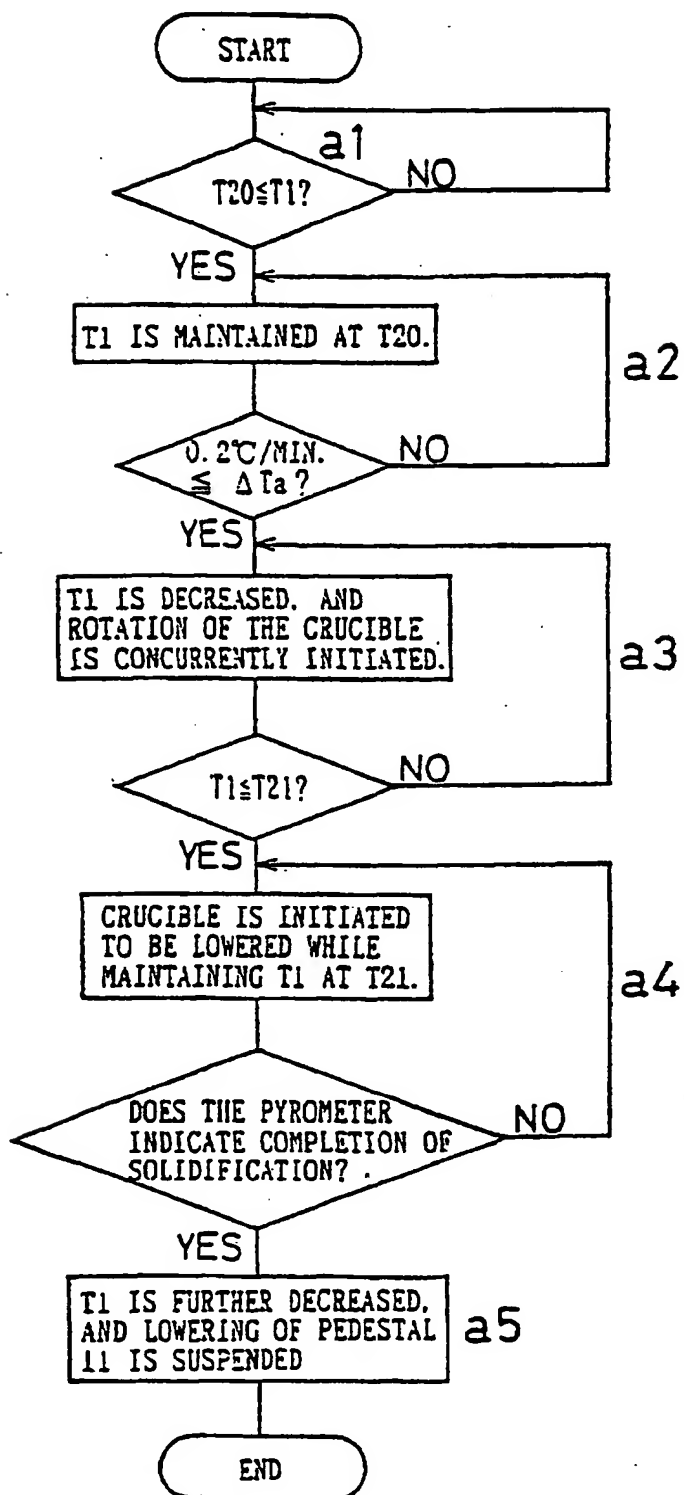 START
a1
T20≦T1?
NO
YES
T1 IS MAINTAINED AT T20.
a2
0.2℃/MIN.
≦ ΔTa?
NO
YES
T1 IS DECREASED, AND
ROTATION OF THE CRUCIBLE
IS CONCURRENTLY INITIATED.
a3
T1≦T21?
NO
YES
CRUCIBLE IS INITIATED
TO BE LOWERED WHILE
MAINTAINING T1 AT T21.
a4
DOES THE PYROMETER
INDICATE COMPLETION OF
SOLIDIFICATION?
NO
YES
T1 IS FURTHER DECREASED,
AND LOWERING OF PEDESTAL
11 IS SUSPENDED
a5
END